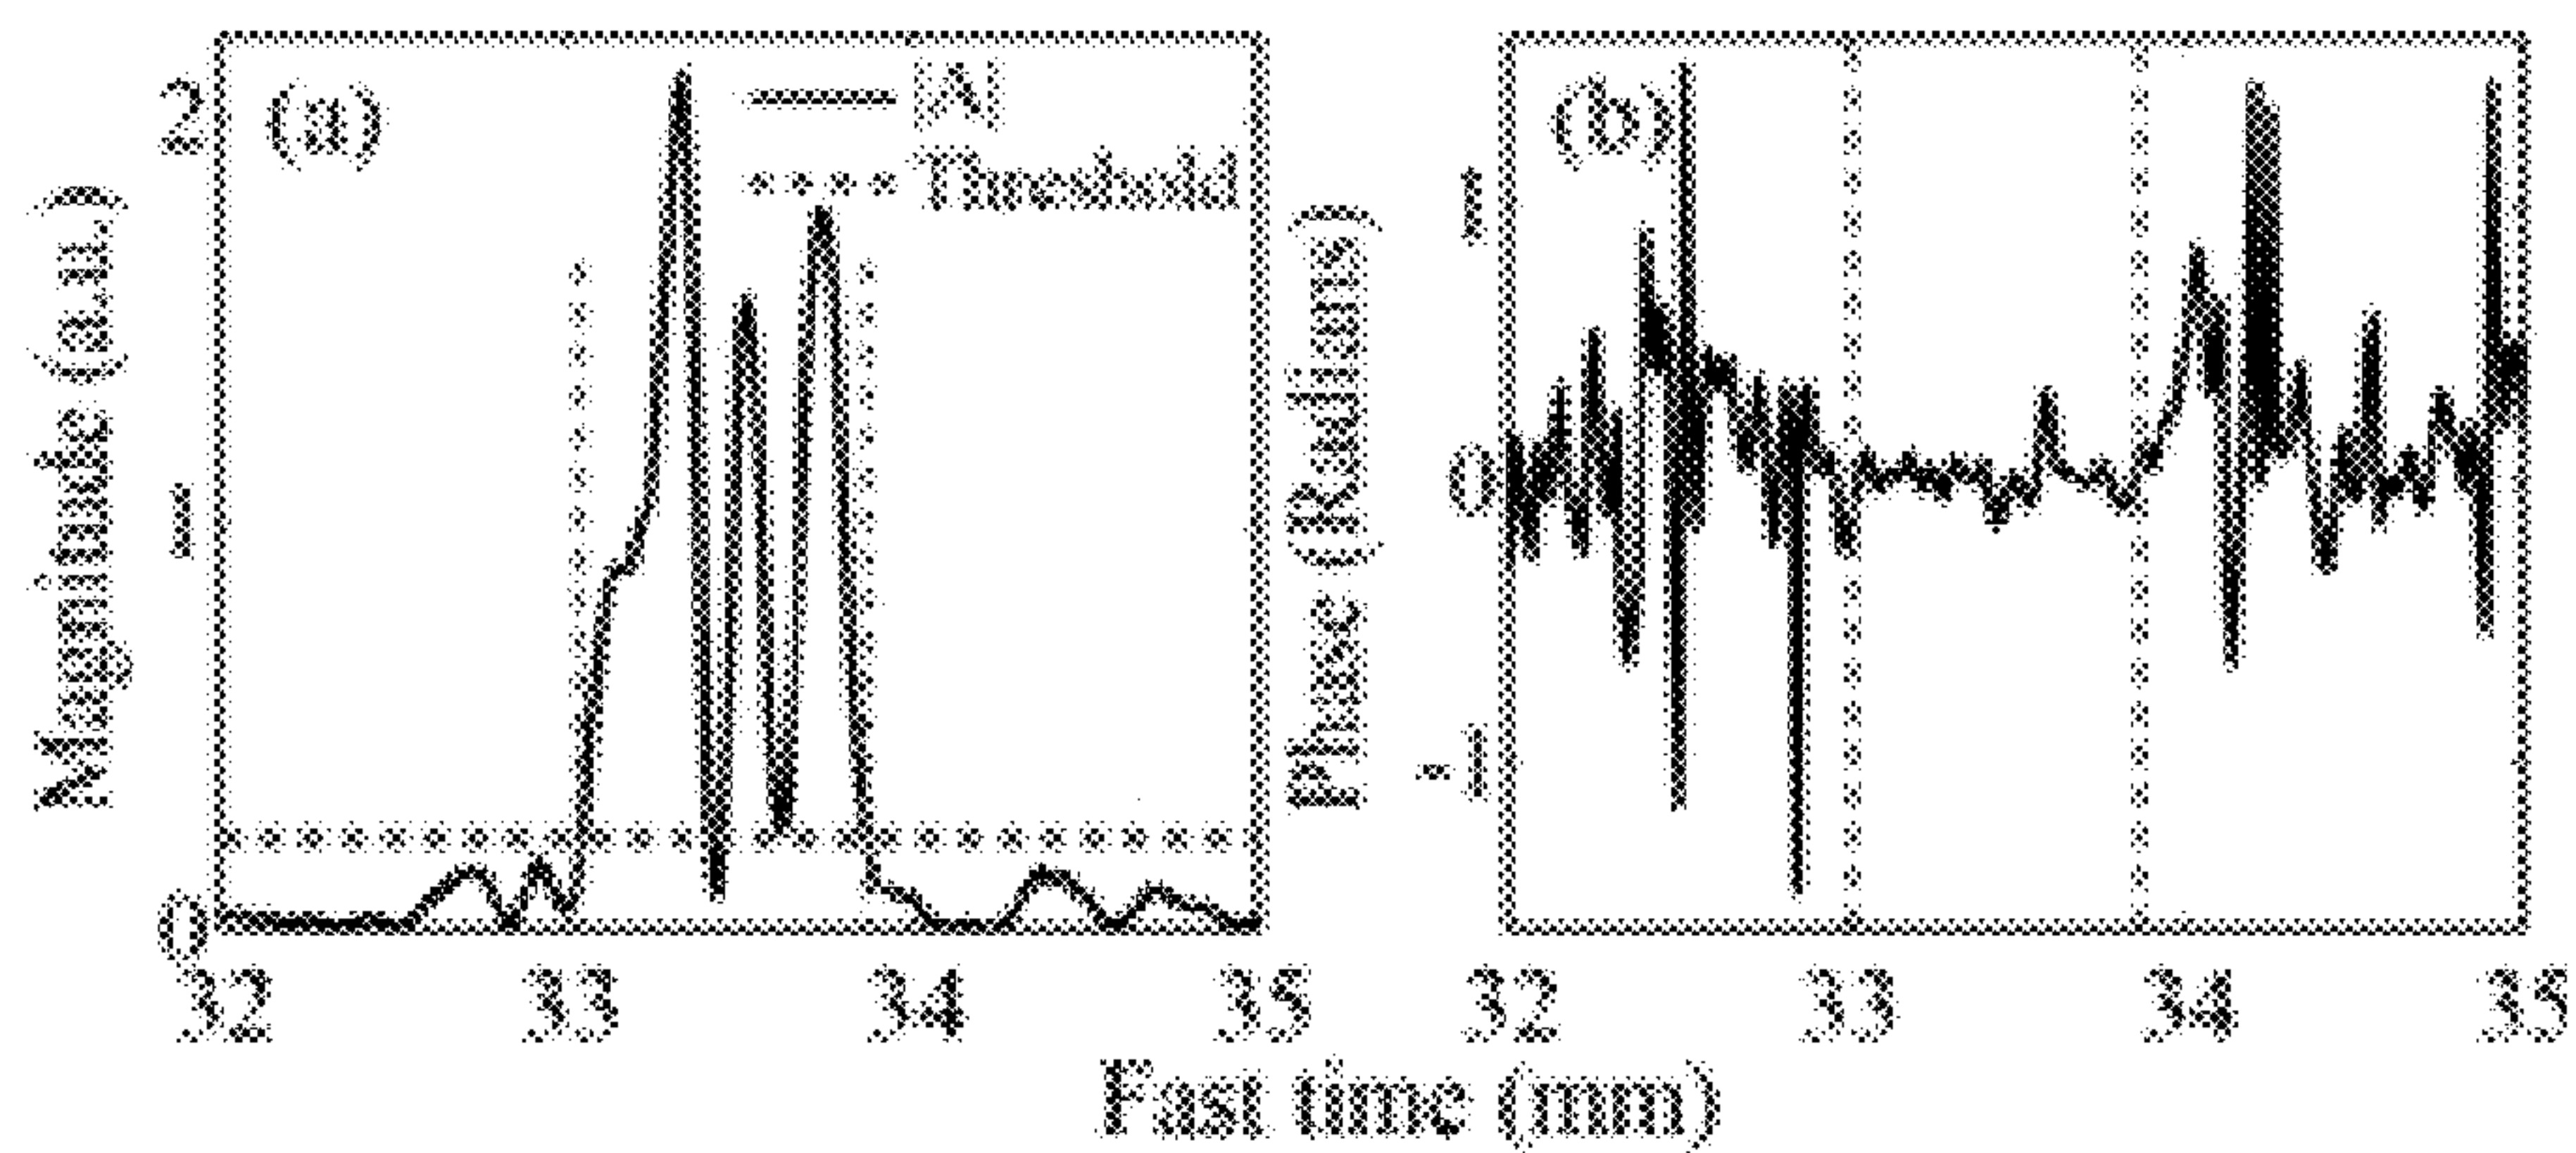 (a)
|A|
Threshold
Magnitude (a.u.)
2
1
0
32 33 34 35
(b)
Phase (Radians)
1
0
-1
32 33 34 35
Fast time (mm)